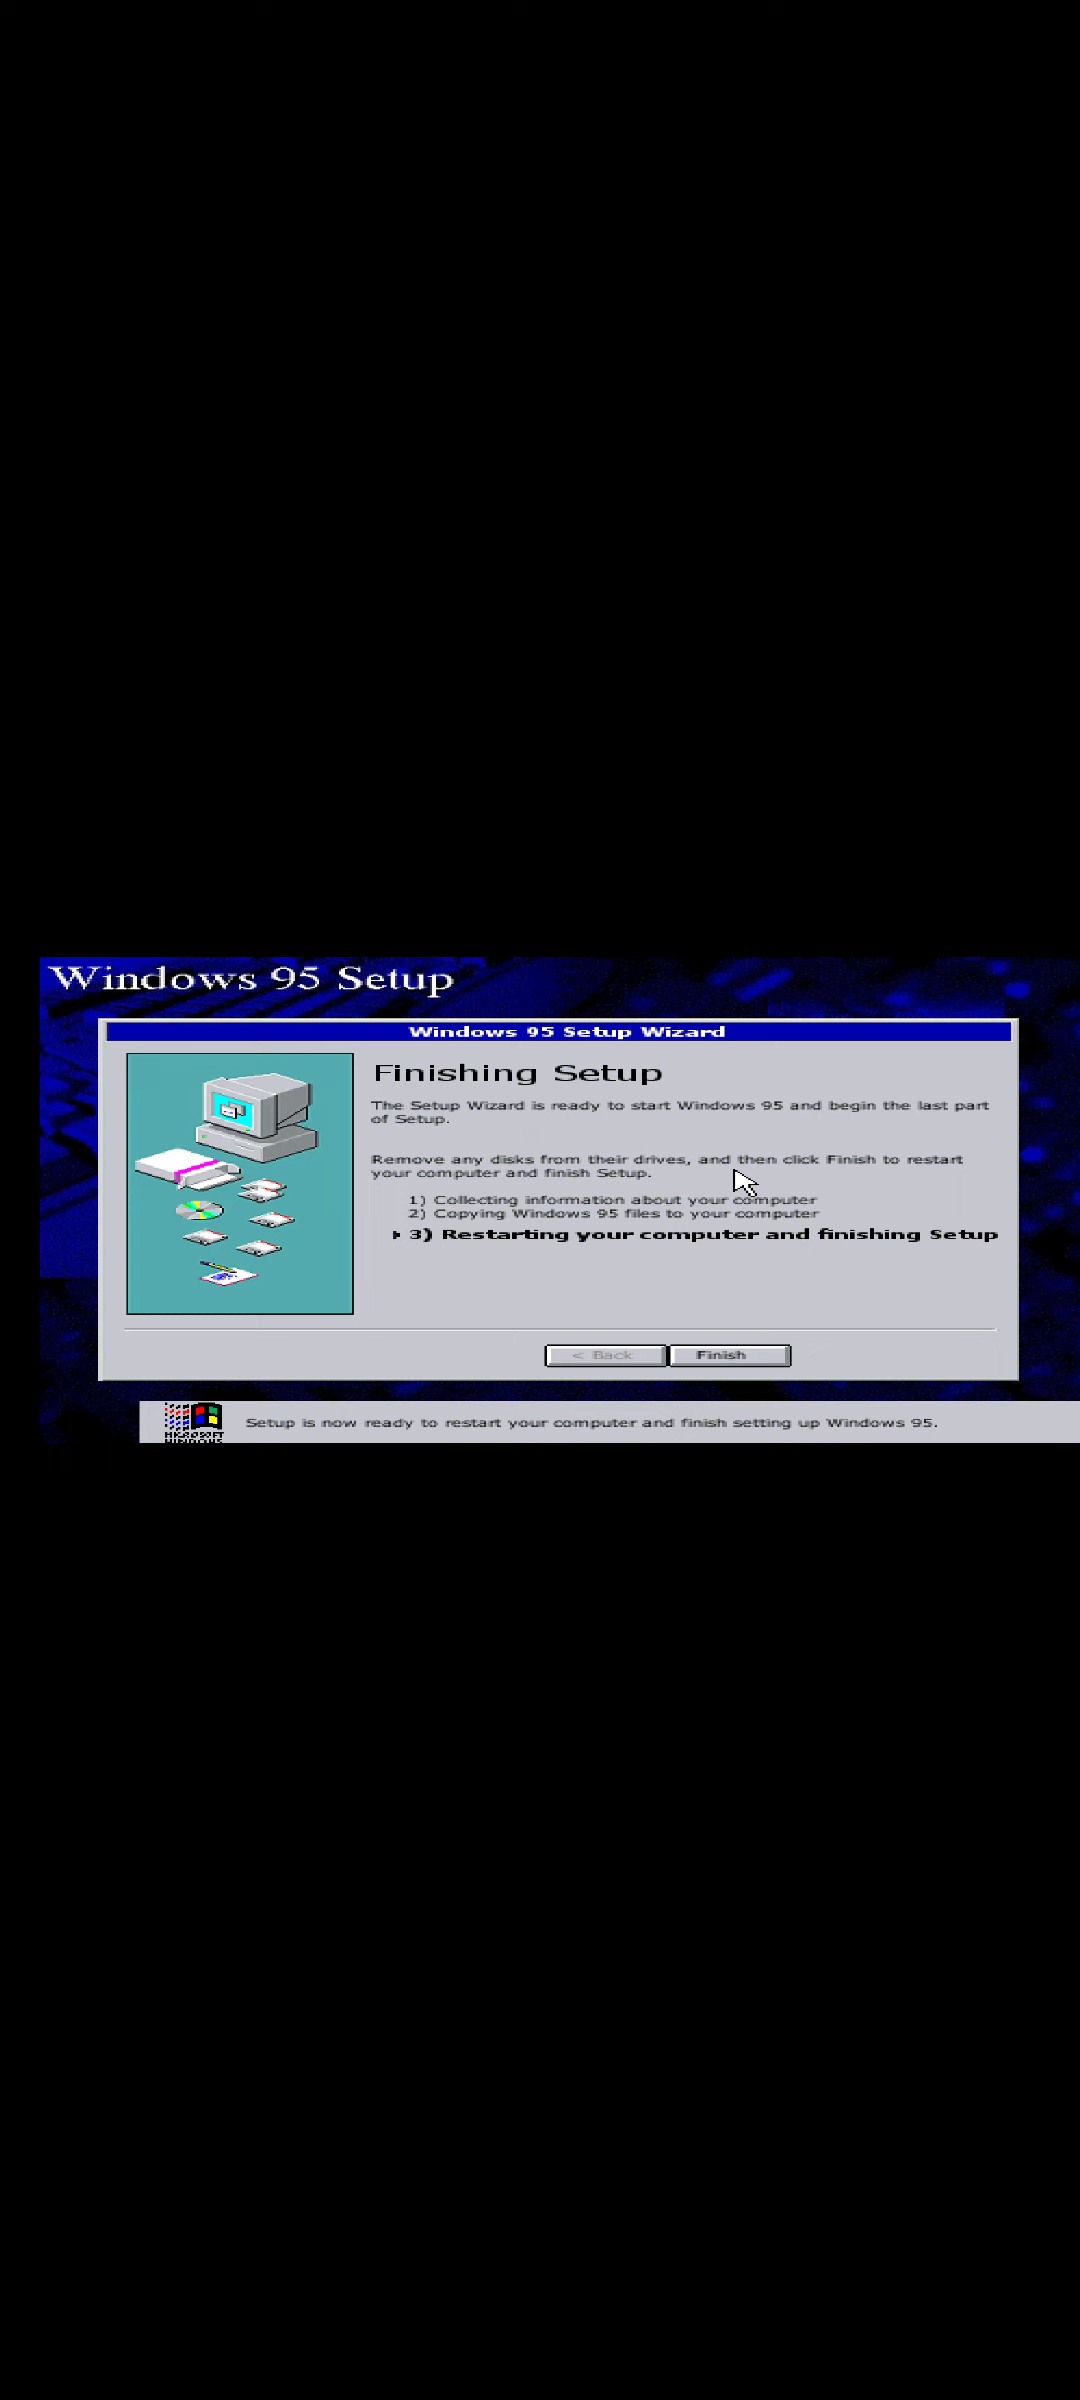 Windows 95 Setup
Windows 95 Setup Wizard
Finishing Setup
The Setup Wizard is ready to start Windows 95 and begin the last part
of Setup.
Remove any disks from their drives, and then click Finish to restart
your computer and finish Setup.
1) Collecting information about your computer
2) Copying Windows 95 files to your computer
3) Restarting your computer and finishing Setup
< Back
Finish
MICROSOFT
WINDOWS
Setup is now ready to restart your computer and finish setting up Windows 95.